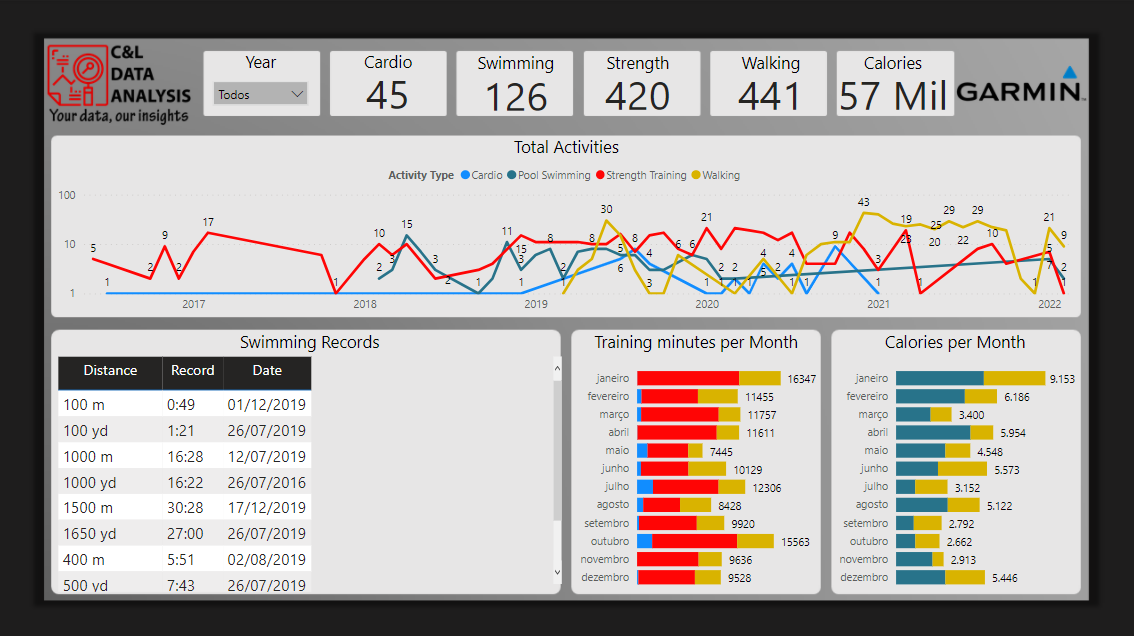 C&L
DATA
ANALYSIS
Your data, our insights
Year
Todos
Cardio
45
Swimming
126
Strength
420
Walking
441
Calories
57 Mil
GARMIN
Total Activities
Activity Type Cardio Pool Swimming Strength Training Walking
100
10
1
5
1
2
9
2
17
1
10
2
3
15
3
2
1
11
15
3
1
8
2
1
8
30
5
6
8
4
3
6
6
1
21
1
2
2
1
4
5
2
4
1
1
9
43
3
1
19
23
1
25
20
29
22
29
10
1
21
5
7
9
2
1
2017 2018 2019 2020 2021 2022
Swimming Records
Distance Record Date
100 m 0:49 01/12/2019
100 yd 1:21 26/07/2019
1000 m 16:28 12/07/2019
1000 yd 16:22 26/07/2016
1500 m 30:28 17/12/2019
1650 yd 27:00 26/07/2019
400 m 5:51 02/08/2019
500 yd 7:43 26/07/2019
Training minutes per Month
janeiro 16347
fevereiro 11455
março 11757
abril 11611
maio 7445
junho 10129
julho 12306
agosto 8428
setembro 9920
outubro 15563
novembro 9636
dezembro 9528
Calories per Month
janeiro 9.153
fevereiro 6.186
março 3.400
abril 5.954
maio 4.548
junho 5.573
julho 3.152
agosto 5.122
setembro 2.792
outubro 2.662
novembro 2.913
dezembro 5.446